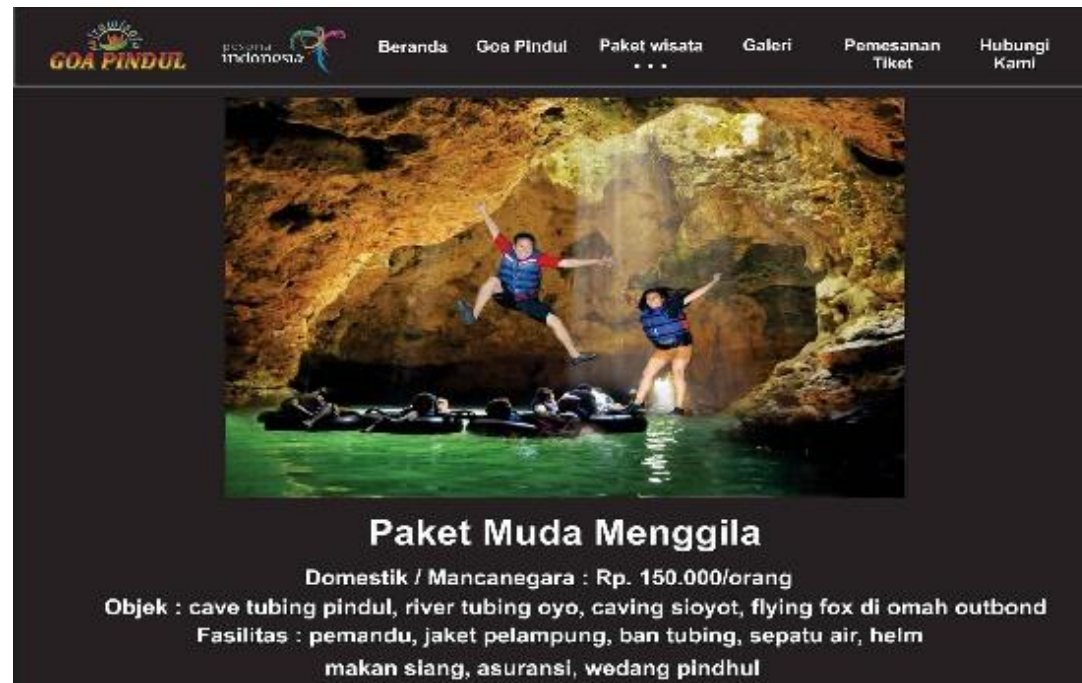 wirawisata
GOA PINDUL
pesona
indonesia
Beranda
Goa Pindul
Paket wisata
Galeri
Pemesanan
Tiket
Hubungi
Kami
Paket Muda Menggila
Domestik / Mancanegara : Rp. 150.000/orang
Objek : cave tubing pindul, river tubing oyo, caving sioyot, flying fox di omah outbond
Fasilitas : pemandu, jaket pelampung, ban tubing, sepatu air, helm
makan siang, asuransi, wedang pindhul